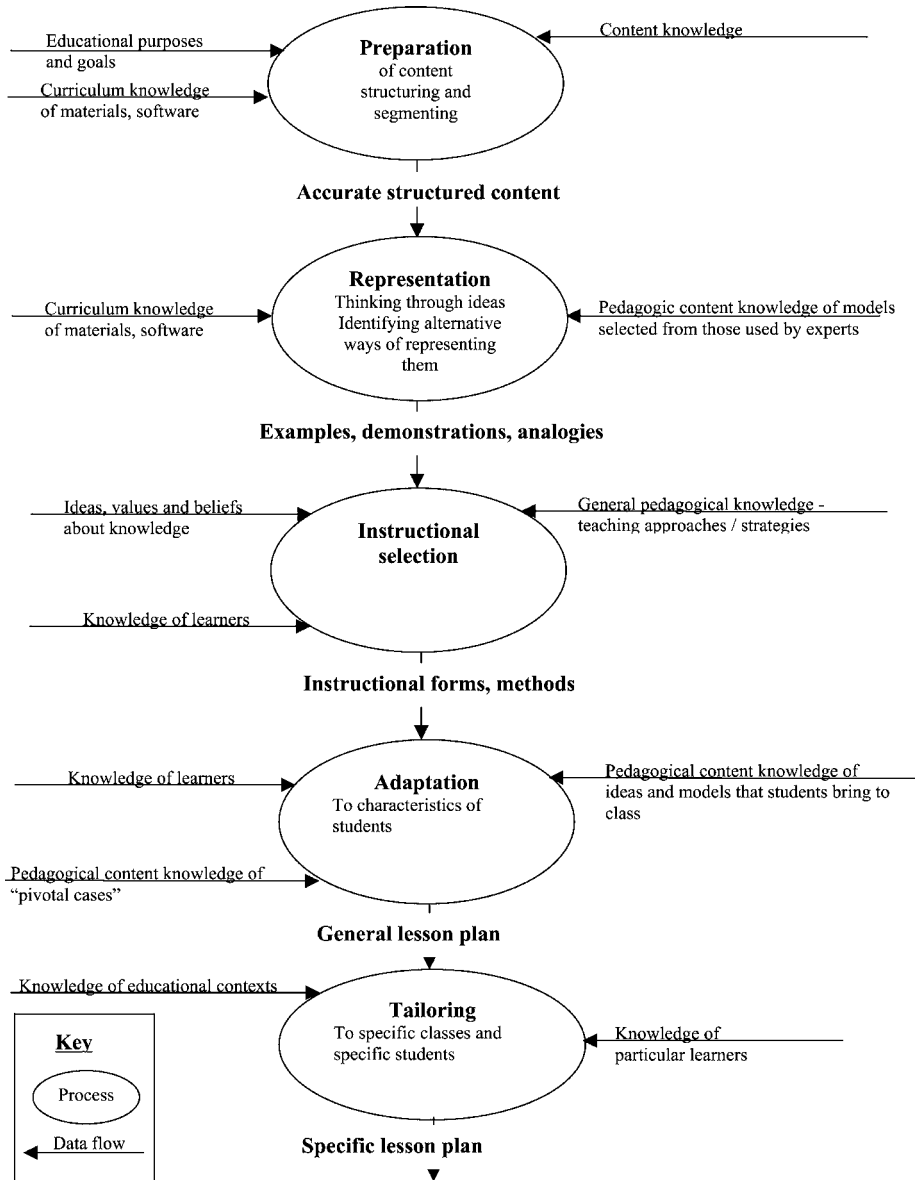 Educational purposes
and goals
Curriculum knowledge
of materials, software
Preparation
of content
structuring and
segmenting
Content knowledge
Accurate structured content
Curriculum knowledge
of materials, software
Representation
Thinking through ideas
Identifying alternative
ways of representing
them
Pedagogic content knowledge of models
selected from those used by experts
Examples, demonstrations, analogies
Ideas, values and beliefs
about knowledge
Knowledge of learners
Instructional
selection
General pedagogical knowledge -
teaching approaches / strategies
Instructional forms, methods
Knowledge of learners
Pedagogical content knowledge of
“pivotal cases”
Adaptation
To characteristics of
students
Pedagogical content knowledge of
ideas and models that students bring to
class
General lesson plan
Knowledge of educational contexts
Tailoring
To specific classes and
specific students
Knowledge of
particular learners
Specific lesson plan
Key
Process
Data flow